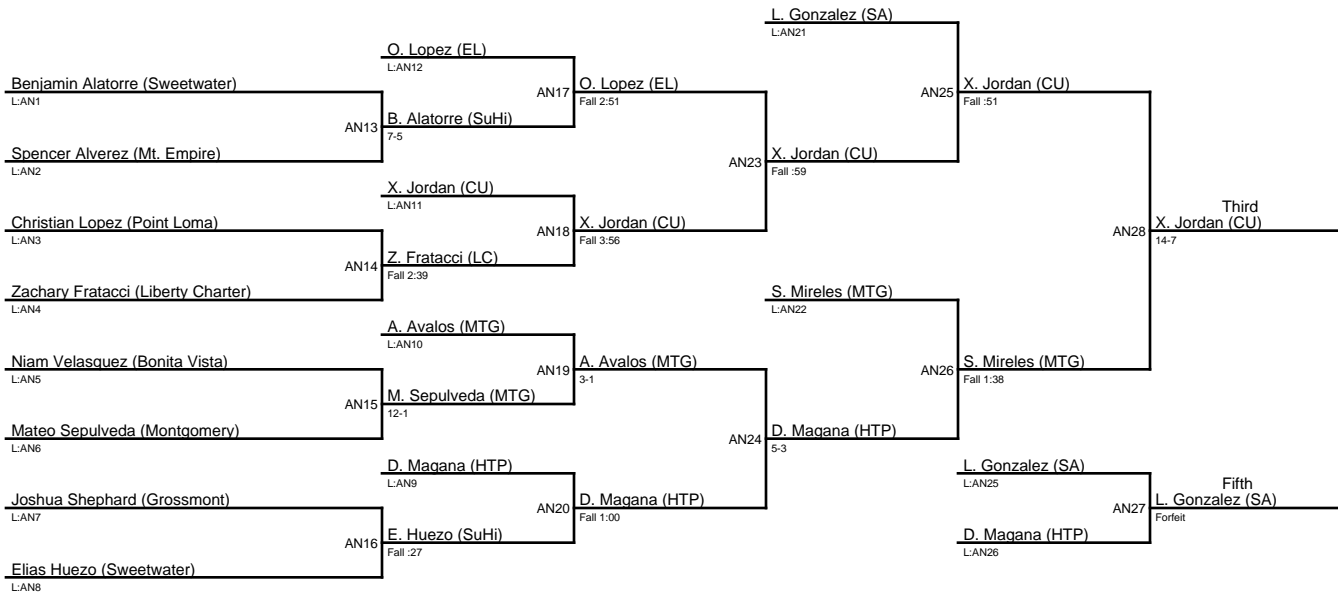 L. Gonzalez (SA)
L:AN21
O. Lopez (EL)
L:AN12
Benjamin Alatorre (Sweetwater)
L:AN1
AN17
O. Lopez (EL)
Fall 2:51
AN25
X. Jordan (CU)
Fall :51
AN13
B. Alatorre (SuHi)
7-5
Spencer Alverez (Mt. Empire)
L:AN2
AN23
X. Jordan (CU)
Fall :59
X. Jordan (CU)
L:AN11
Christian Lopez (Point Loma)
L:AN3
AN18
X. Jordan (CU)
Fall 3:56
AN28
Third
X. Jordan (CU)
14-7
AN14
Z. Fratacci (LC)
Fall 2:39
Zachary Fratacci (Liberty Charter)
L:AN4
S. Mireles (MTG)
L:AN22
A. Avalos (MTG)
L:AN10
Niam Velasquez (Bonita Vista)
L:AN5
AN19
A. Avalos (MTG)
3-1
AN26
S. Mireles (MTG)
Fall 1:38
AN15
M. Sepulveda (MTG)
12-1
Mateo Sepulveda (Montgomery)
L:AN6
AN24
D. Magana (HTP)
5-3
D. Magana (HTP)
L:AN9
L. Gonzalez (SA)
L:AN25
Joshua Shephard (Grossmont)
L:AN7
AN20
D. Magana (HTP)
Fall 1:00
AN27
Fifth
L. Gonzalez (SA)
Forfeit
AN16
E. Huezo (SuHi)
Fall :27
D. Magana (HTP)
L:AN26
Elias Huezo (Sweetwater)
L:AN8